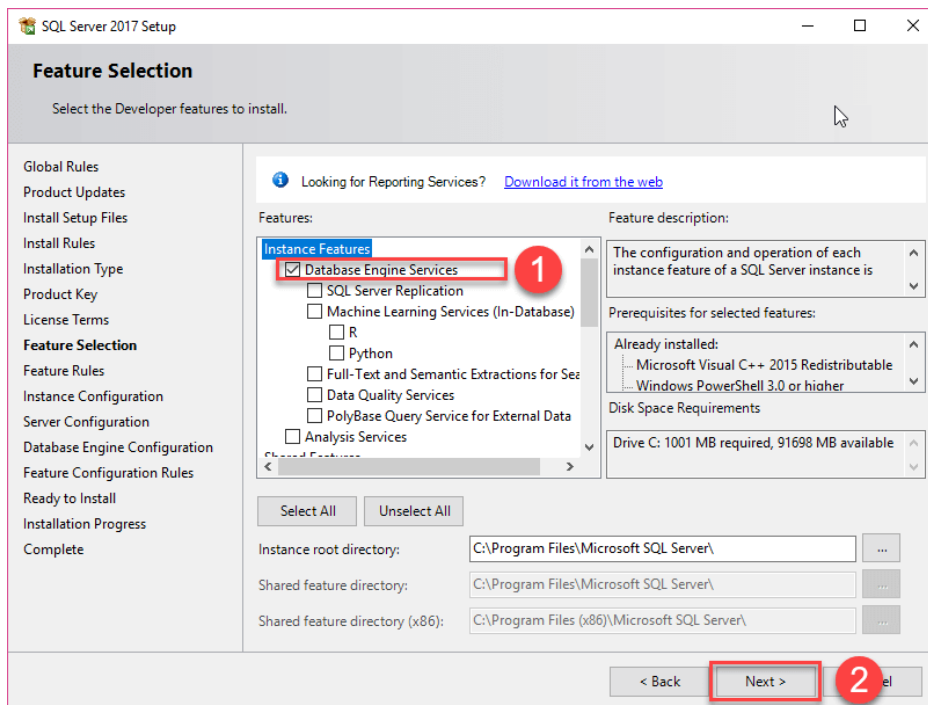 SQL Server 2017 Setup
Feature Selection
Select the Developer features to install.
Global Rules
Product Updates
Install Setup Files
Install Rules
Installation Type
Product Key
License Terms
Feature Selection
Feature Rules
Instance Configuration
Server Configuration
Database Engine Configuration
Feature Configuration Rules
Ready to Install
Installation Progress
Complete
Looking for Reporting Services? Download it from the web
Features:
Instance Features
Database Engine Services
1
SQL Server Replication
Machine Learning Services (In-Database)
R
Python
Full-Text and Semantic Extractions for Sea
Data Quality Services
PolyBase Query Service for External Data
Analysis Services
Shared Features
Feature description:
The configuration and operation of each
instance feature of a SQL Server instance is
Prerequisites for selected features:
Already installed:
Microsoft Visual C++ 2015 Redistributable
Windows PowerShell 3.0 or higher
Disk Space Requirements
Drive C: 1001 MB required, 91698 MB available
Select All
Unselect All
Instance root directory:
C:\Program Files\Microsoft SQL Server\
...
Shared feature directory:
C:\Program Files\Microsoft SQL Server\
...
Shared feature directory (x86):
C:\Program Files (x86)\Microsoft SQL Server\
...
< Back
Next >
2
el